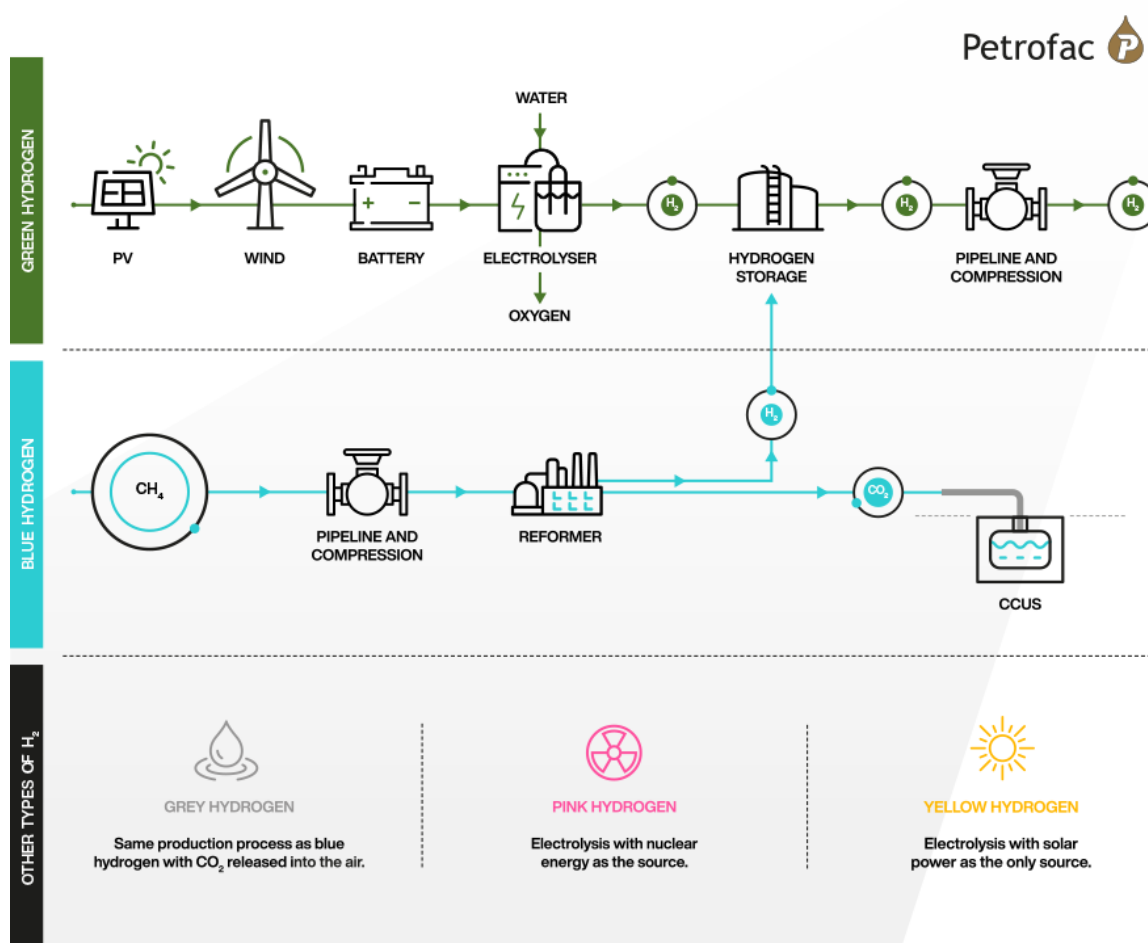 Petrofac
GREEN HYDROGEN
WATER
H₂
H₂
H₂
PV
WIND
BATTERY
ELECTROLYSER
HYDROGEN
STORAGE
PIPELINE AND
COMPRESSION
OXYGEN
BLUE HYDROGEN
H₂
CH₄
CO₂
PIPELINE AND
COMPRESSION
REFORMER
CCUS
OTHER TYPES OF H₂
GREY HYDROGEN
Same production process as blue
hydrogen with CO₂ released into the air.
PINK HYDROGEN
Electrolysis with nuclear
energy as the source.
YELLOW HYDROGEN
Electrolysis with solar
power as the only source.